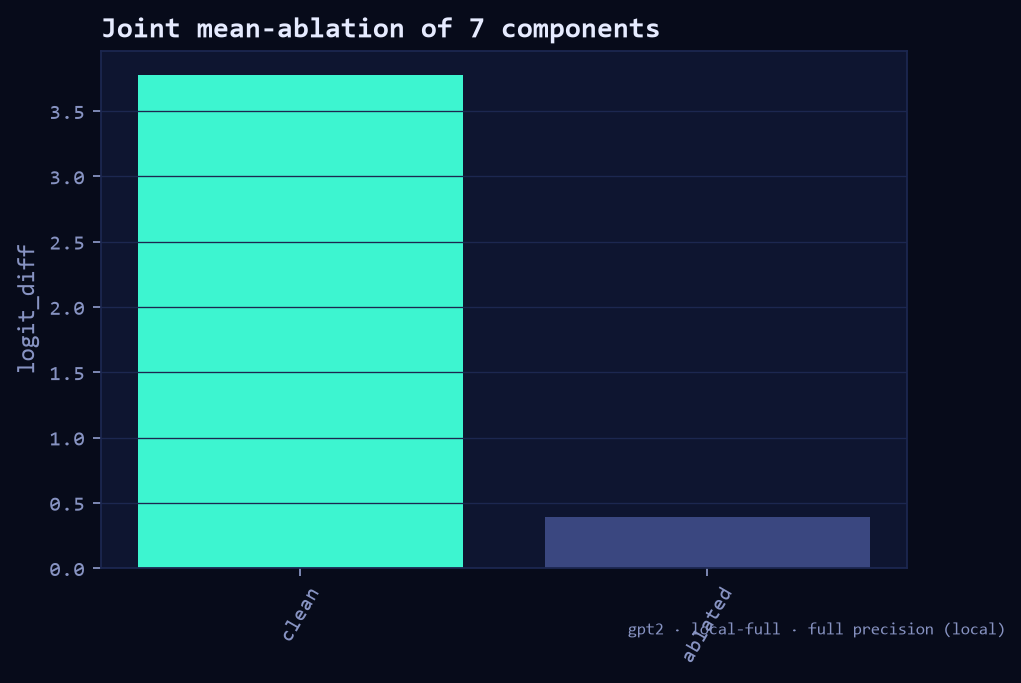 Joint mean-ablation of 7 components
logit_diff
3.5
3.0
2.5
2.0
1.5
1.0
0.5
0.0
clean
ablated
gpt2 · local-full · full precision (local)